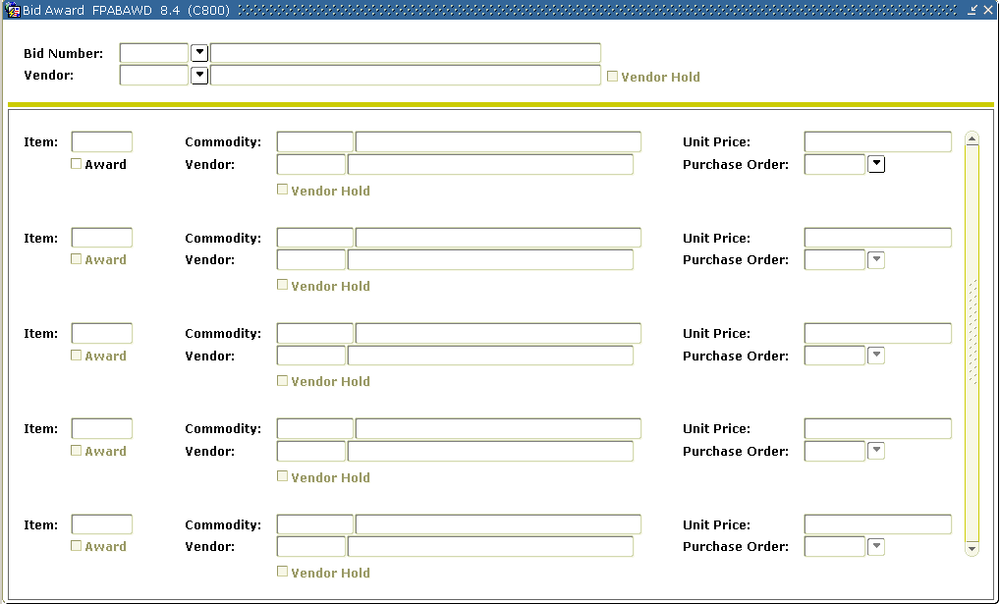 Bid Award FPABAWD 8.4 (C800)
Bid Number:
Vendor: Vendor Hold
Item: Commodity: Unit Price:
Award Vendor: Purchase Order:
Vendor Hold
Item: Commodity: Unit Price:
Award Vendor: Purchase Order:
Vendor Hold
Item: Commodity: Unit Price:
Award Vendor: Purchase Order:
Vendor Hold
Item: Commodity: Unit Price:
Award Vendor: Purchase Order:
Vendor Hold
Item: Commodity: Unit Price:
Award Vendor: Purchase Order:
Vendor Hold